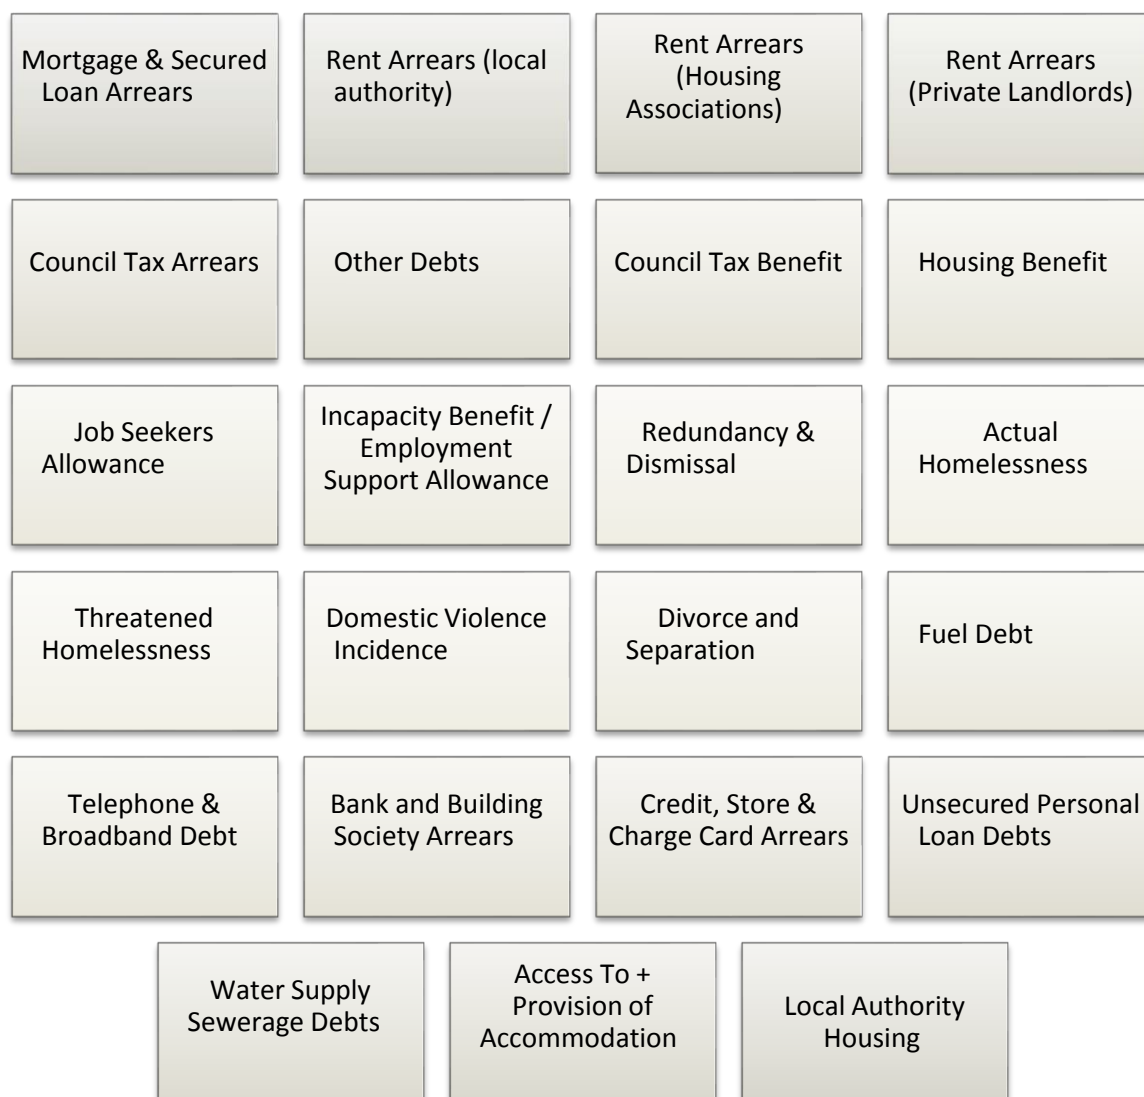 Mortgage & Secured
Loan Arrears
Rent Arrears (local
authority)
Rent Arrears
(Housing
Associations)
Rent Arrears
(Private Landlords)
Council Tax Arrears
Other Debts
Council Tax Benefit
Housing Benefit
Job Seekers
Allowance
Incapacity Benefit /
Employment
Support Allowance
Redundancy &
Dismissal
Actual
Homelessness
Threatened
Homelessness
Domestic Violence
Incidence
Divorce and
Separation
Fuel Debt
Telephone &
Broadband Debt
Bank and Building
Society Arrears
Credit, Store &
Charge Card Arrears
Unsecured Personal
Loan Debts
Water Supply
Sewerage Debts
Access To +
Provision of
Accommodation
Local Authority
Housing